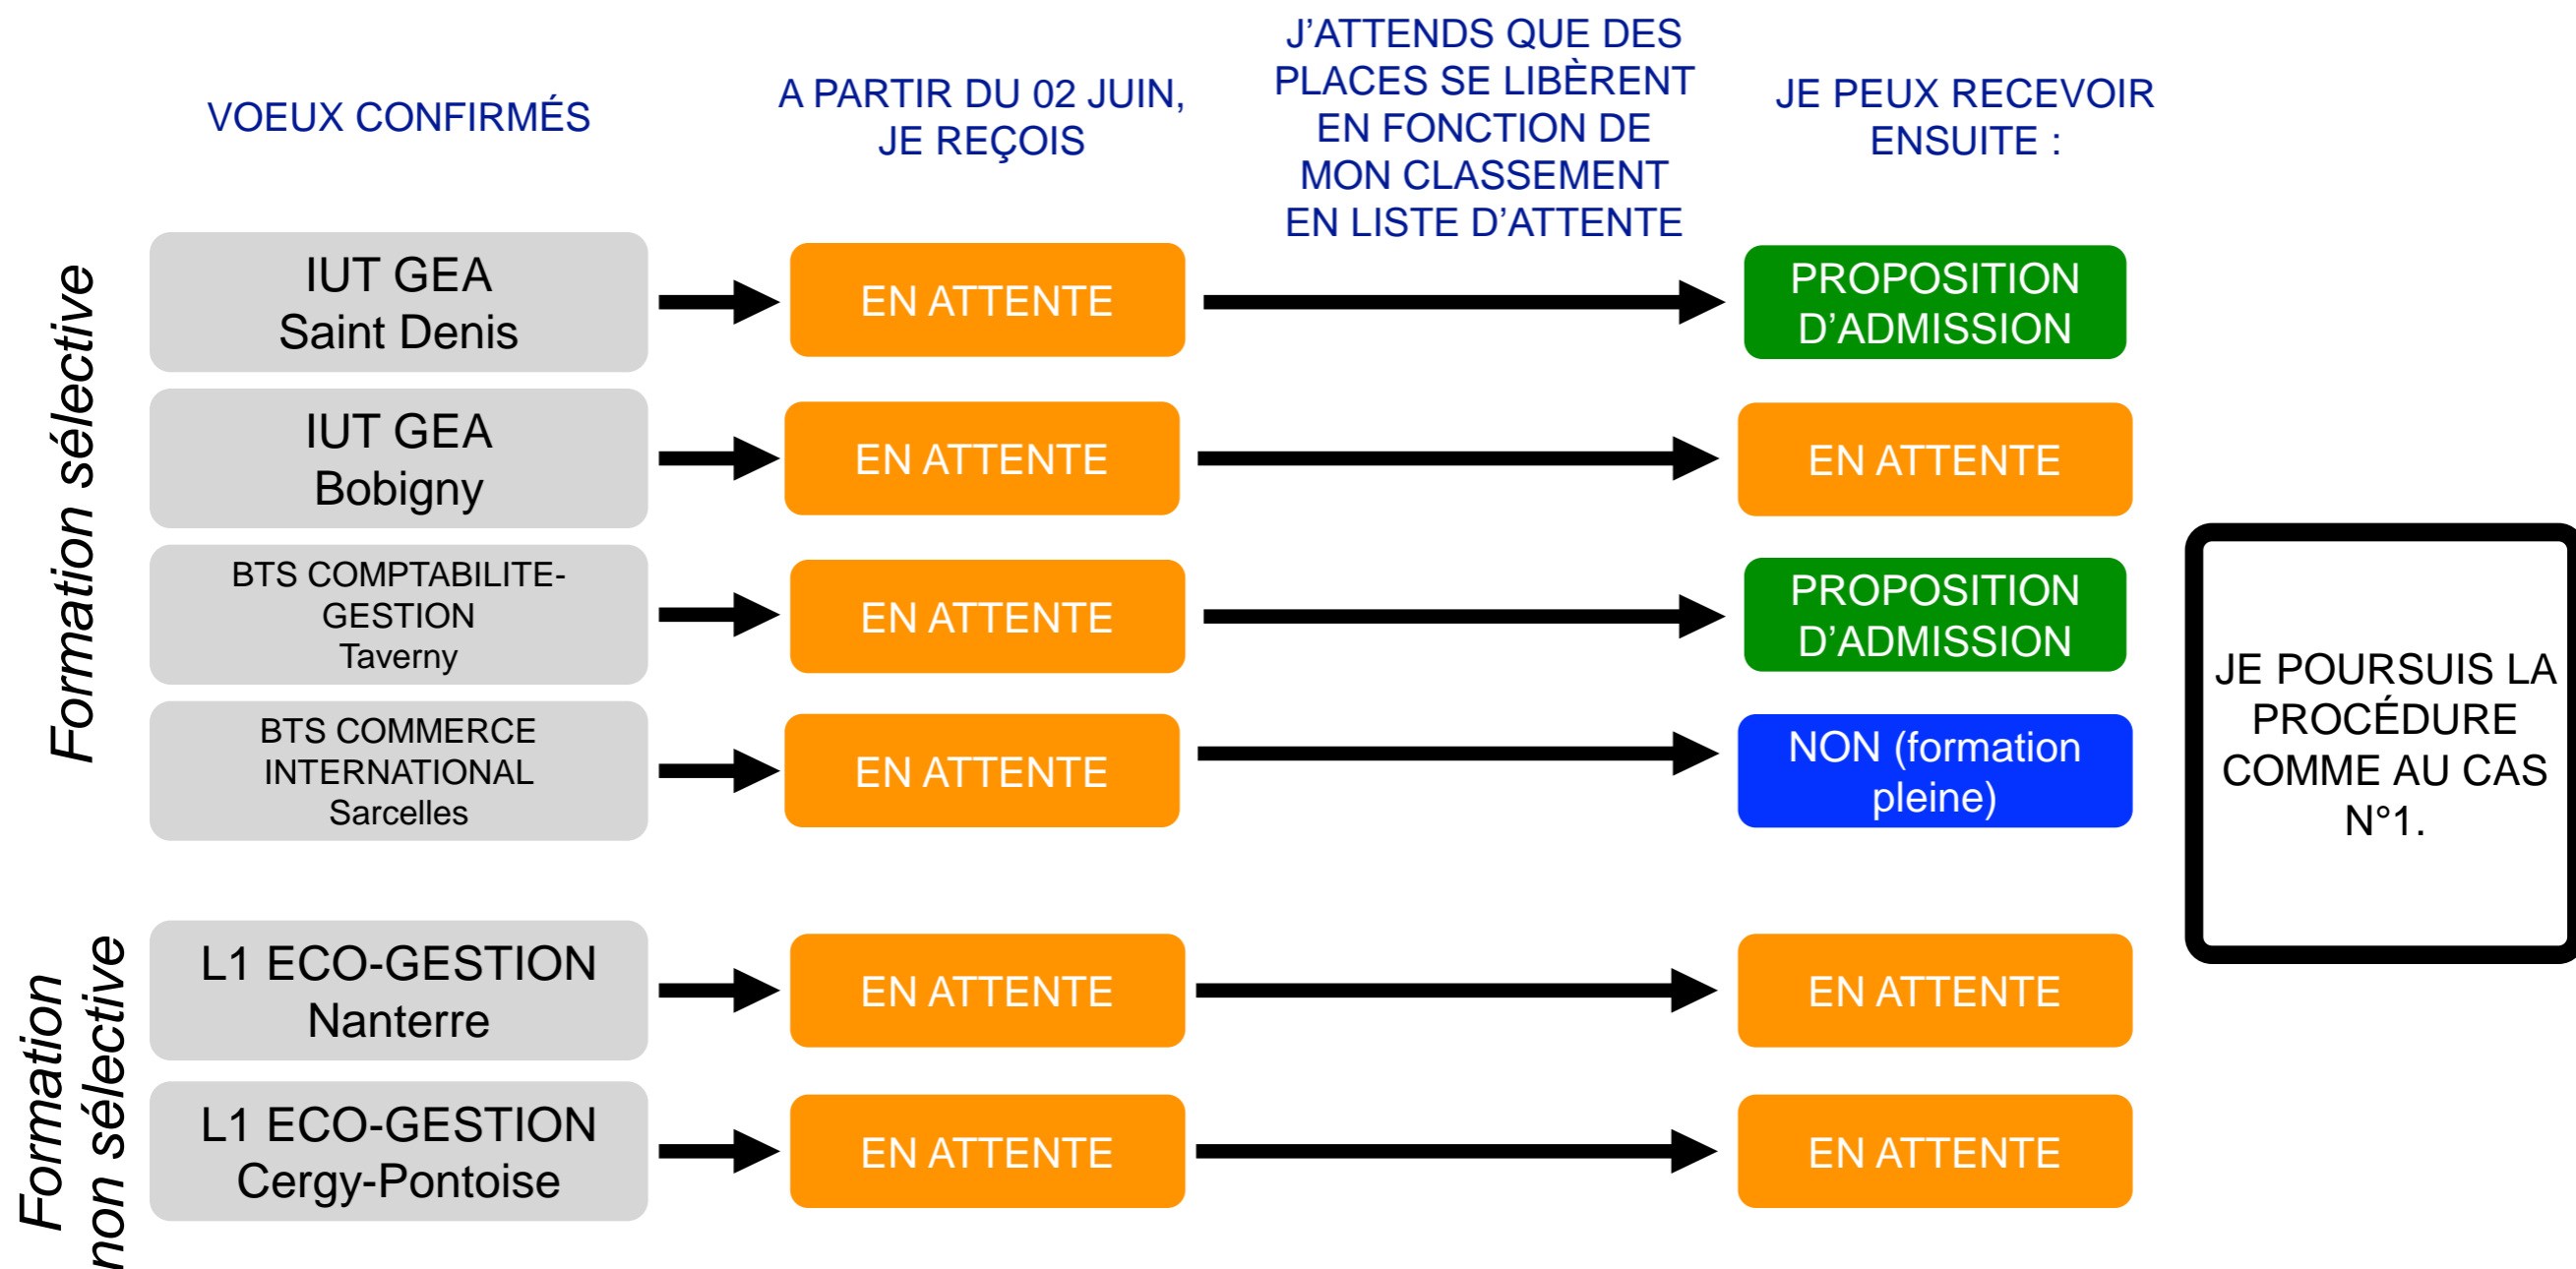 VOEUX CONFIRMÉS
A PARTIR DU 02 JUIN,
JE REÇOIS
J’ATTENDS QUE DES
PLACES SE LIBÈRENT
EN FONCTION DE
MON CLASSEMENT
EN LISTE D’ATTENTE
JE PEUX RECEVOIR
ENSUITE :
Formation sélective
IUT GEA
Saint Denis
EN ATTENTE
PROPOSITION
D’ADMISSION
IUT GEA
Bobigny
EN ATTENTE
EN ATTENTE
BTS COMPTABILITE-
GESTION
Taverny
EN ATTENTE
PROPOSITION
D’ADMISSION
BTS COMMERCE
INTERNATIONAL
Sarcelles
EN ATTENTE
NON (formation
pleine)
JE POURSUIS LA
PROCÉDURE
COMME AU CAS
N°1.
Formation
non sélective
L1 ECO-GESTION
Nanterre
EN ATTENTE
EN ATTENTE
L1 ECO-GESTION
Cergy-Pontoise
EN ATTENTE
EN ATTENTE